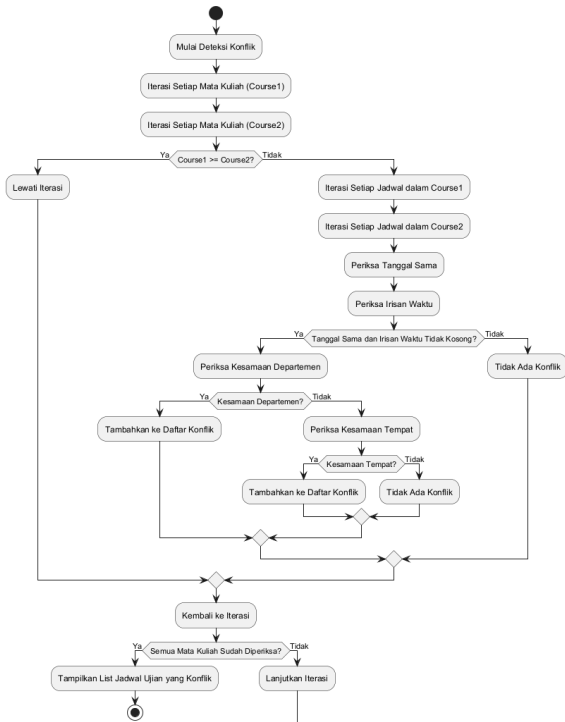 Mulai Deteksi Konflik
Iterasi Setiap Mata Kuliah (Course1)
Iterasi Setiap Mata Kuliah (Course2)
Ya
Course1 >= Course2?
Tidak
Lewati Iterasi
Iterasi Setiap Jadwal dalam Course1
Iterasi Setiap Jadwal dalam Course2
Periksa Tanggal Sama
Periksa Irisan Waktu
Ya
Tanggal Sama dan Irisan Waktu Tidak Kosong?
Tidak
Periksa Kesamaan Departemen
Tidak Ada Konflik
Ya
Kesamaan Departemen?
Tidak
Tambahkan ke Daftar Konflik
Periksa Kesamaan Tempat
Ya
Kesamaan Tempat?
Tidak
Tambahkan ke Daftar Konflik
Tidak Ada Konflik
Kembali ke Iterasi
Ya
Semua Mata Kuliah Sudah Diperiksa?
Tidak
Tampilkan List Jadwal Ujian yang Konflik
Lanjutkan Iterasi